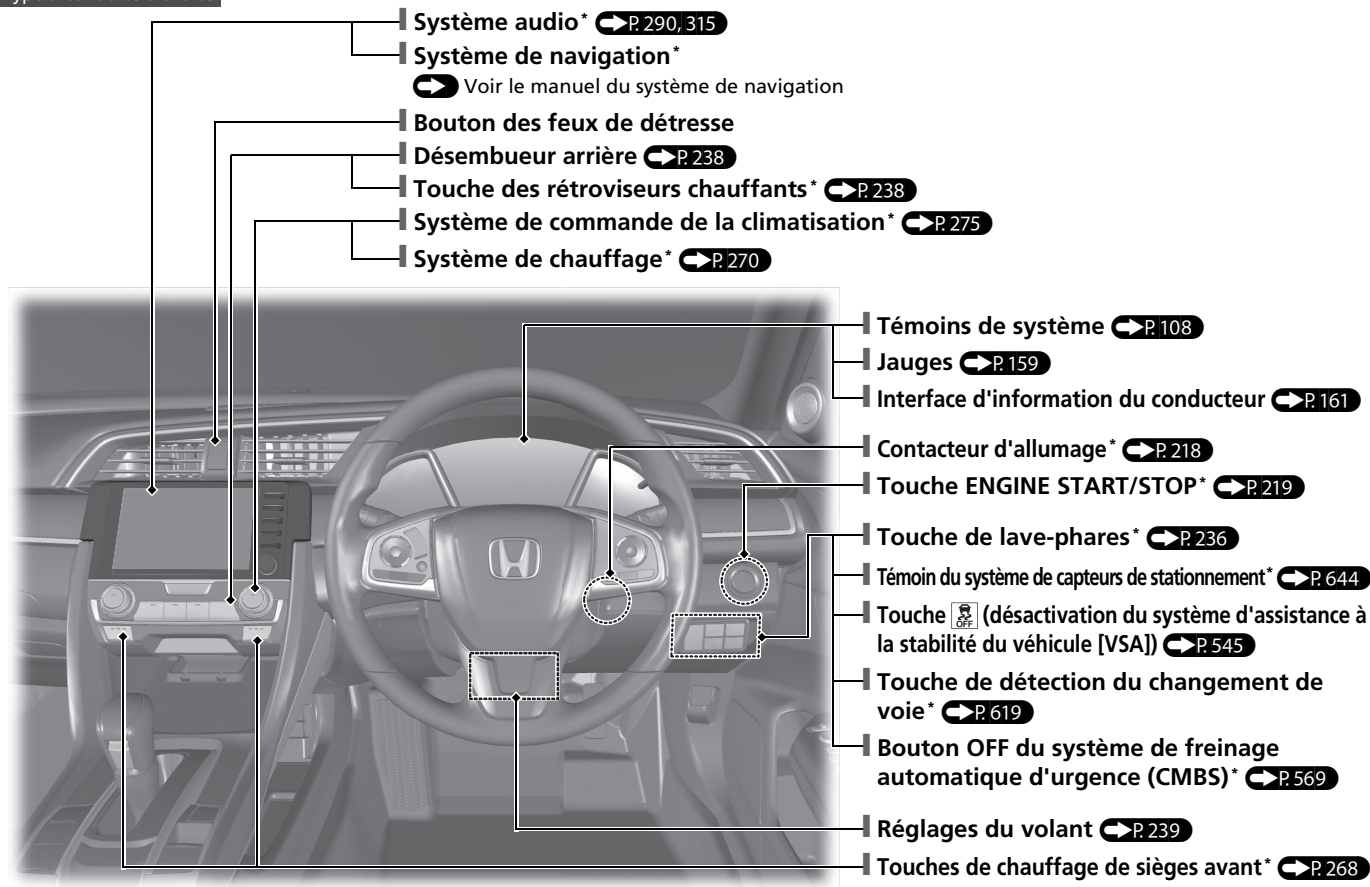 Système audio* P. 290, 315
Système de navigation*
Voir le manuel du système de navigation
Bouton des feux de détresse
Désembueur arrière P. 238
Touche des rétroviseurs chauffants* P. 238
Système de commande de la climatisation* P. 275
Système de chauffage* P. 270
Témoins de système P. 108
Jauges P. 159
Interface d'information du conducteur P. 161
Contacteur d'allumage* P. 218
Touche ENGINE START/STOP* P. 219
Touche de lave-phares* P. 236
Témoin du système de capteurs de stationnement* P. 644
Touche OFF (désactivation du système d'assistance à
la stabilité du véhicule [VSA]) P. 545
Touche de détection du changement de
voie* P. 619
Bouton OFF du système de freinage
automatique d'urgence (CMBS)* P. 569
Réglages du volant P. 239
Touches de chauffage de sièges avant* P. 268